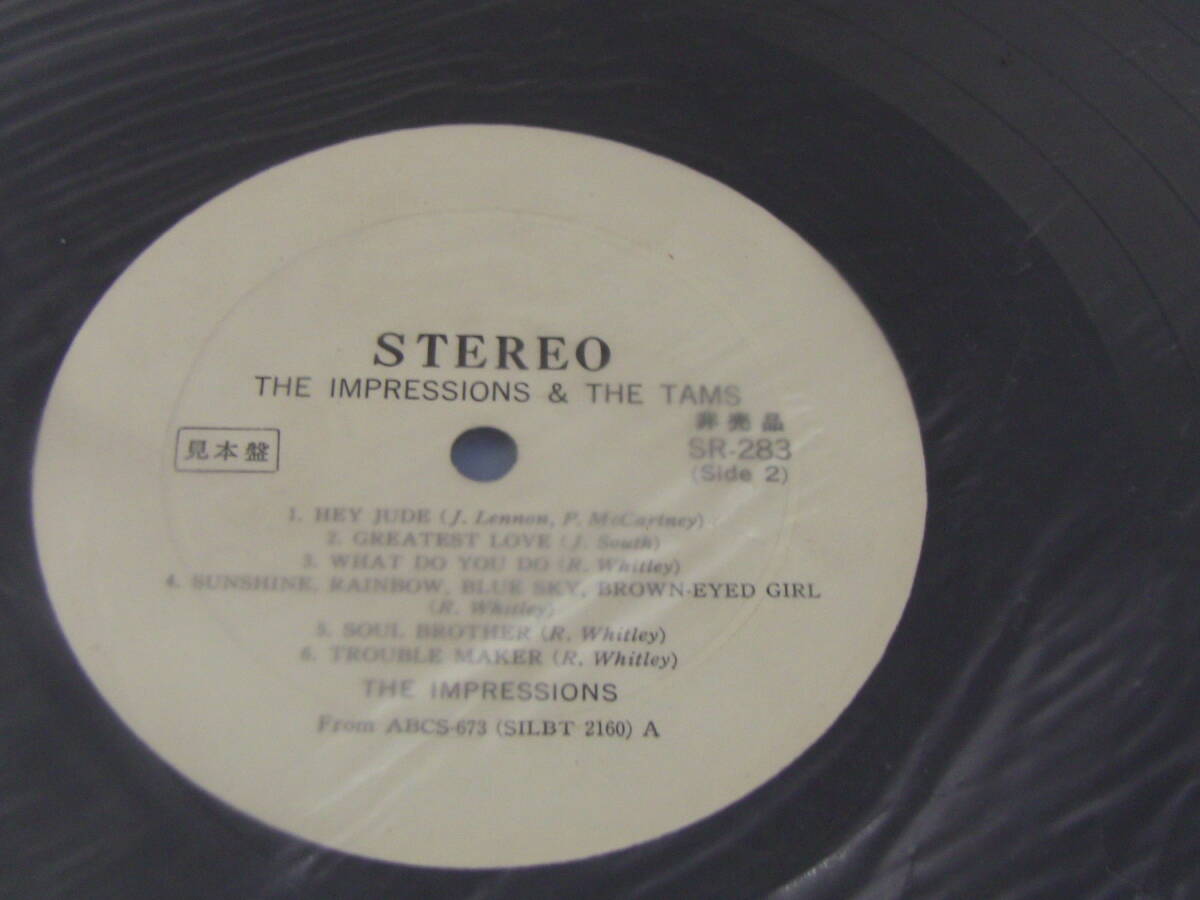 STEREO
THE IMPRESSIONS & THE TAMS
非売品
見本盤
SR-283
(Side 2)
1. HEY JUDE (J. Lennon, P. McCartney)
2. GREATEST LOVE (J. South)
3. WHAT DO YOU DO (R. Whitley)
4. SUNSHINE, RAINBOW, BLUE SKY, BROWN-EYED GIRL
(R. Whitley)
5. SOUL BROTHER (R. Whitley)
6. TROUBLE MAKER (R. Whitley)
THE IMPRESSIONS
From ABCS-673 (SILBT 2160) A